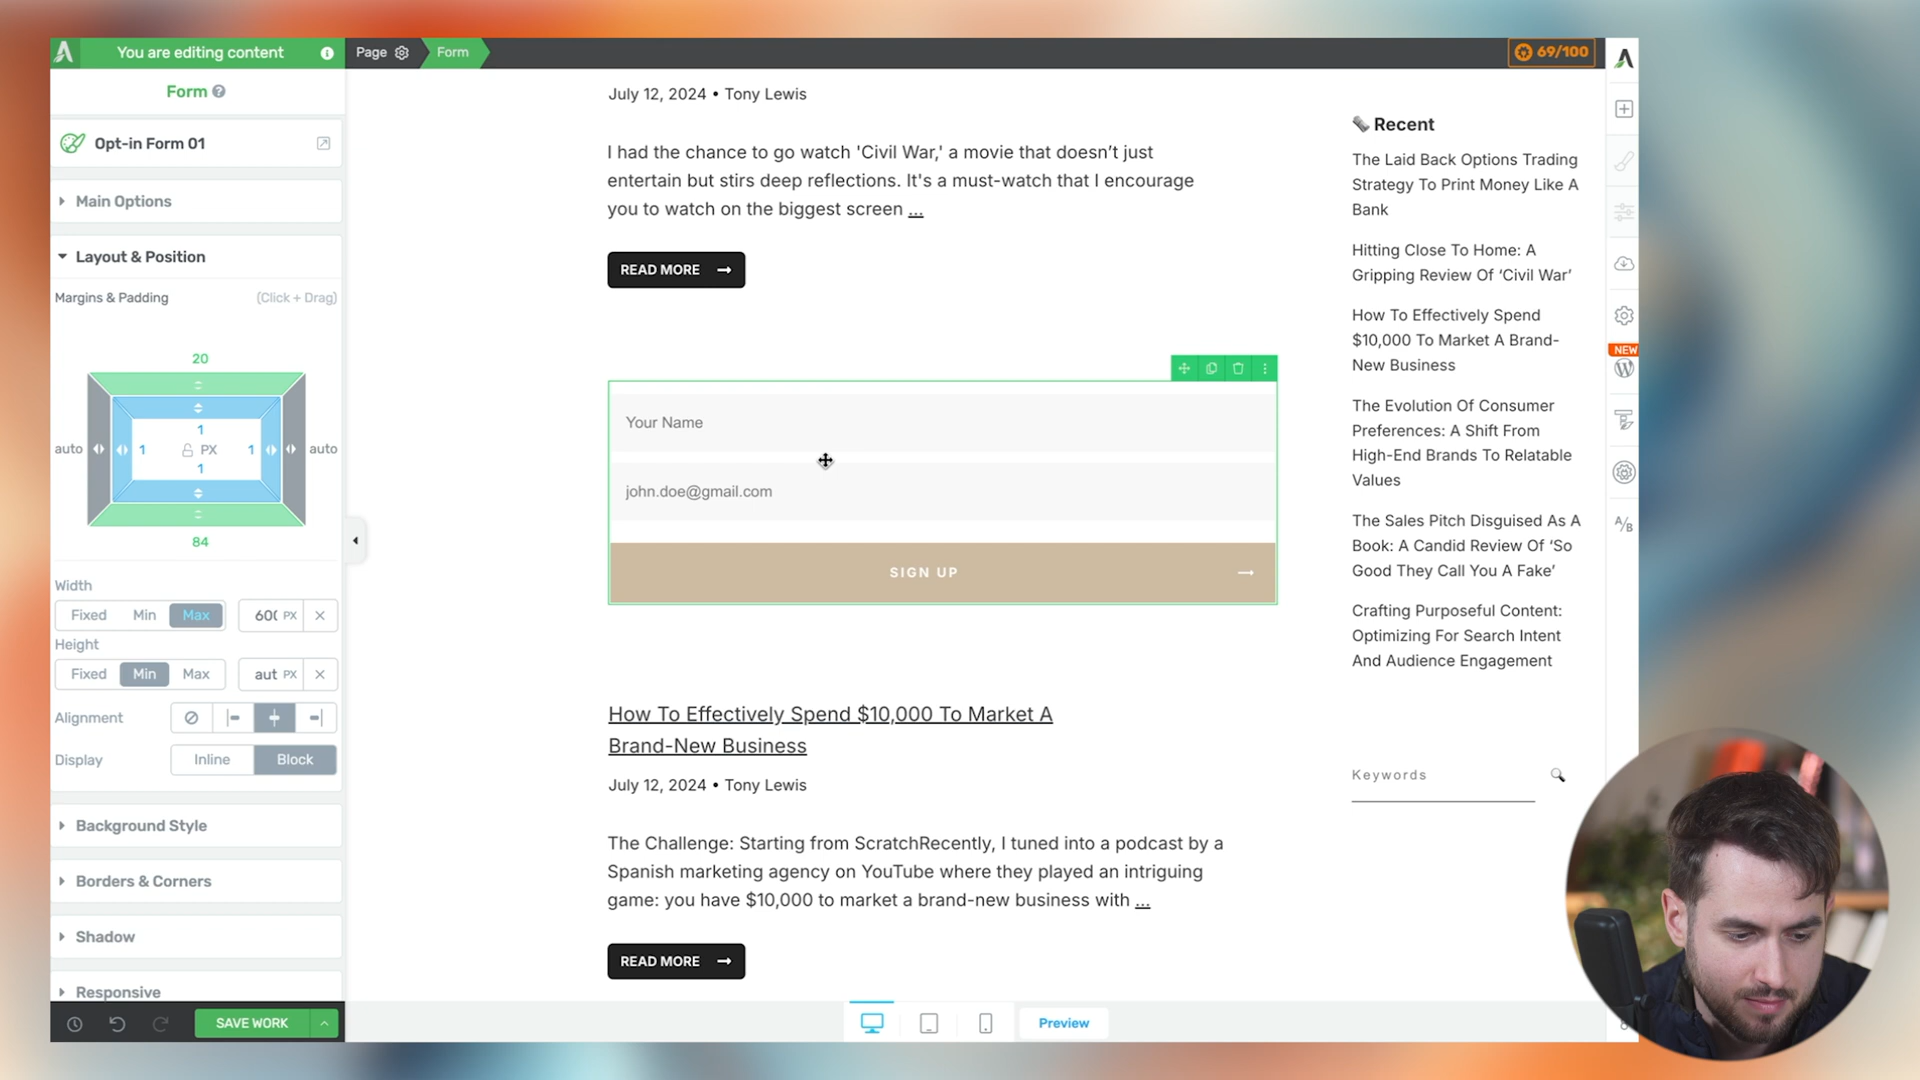 You are editing content
Page
Form
69/100
Form
Opt-in Form 01
Main Options
Layout & Position
Margins & Padding
(Click + Drag)
20
auto
1
1
PX
1
1
auto
84
Width
Fixed
Min
Max
PX
Height
Fixed
Min
Max
aut
PX
Alignment
Display
Inline
Block
Background Style
Borders & Corners
Shadow
Responsive
SAVE WORK
July 12, 2024 • Tony Lewis
I had the chance to go watch 'Civil War,' a movie that doesn’t just
entertain but stirs deep reflections. It's a must-watch that I encourage
you to watch on the biggest screen ...
READ MORE
Your Name
john.doe@gmail.com
SIGN UP
How To Effectively Spend $10,000 To Market A
Brand-New Business
July 12, 2024 • Tony Lewis
The Challenge: Starting from ScratchRecently, I tuned into a podcast by a
Spanish marketing agency on YouTube where they played an intriguing
game: you have $10,000 to market a brand-new business with ...
READ MORE
Preview
Recent
The Laid Back Options Trading
Strategy To Print Money Like A
Bank
Hitting Close To Home: A
Gripping Review Of ‘Civil War’
How To Effectively Spend
$10,000 To Market A Brand-
New Business
The Evolution Of Consumer
Preferences: A Shift From
High-End Brands To Relatable
Values
The Sales Pitch Disguised As A
Book: A Candid Review Of ‘So
Good They Call You A Fake’
Crafting Purposeful Content:
Optimizing For Search Intent
And Audience Engagement
Keywords
NEW
A/B